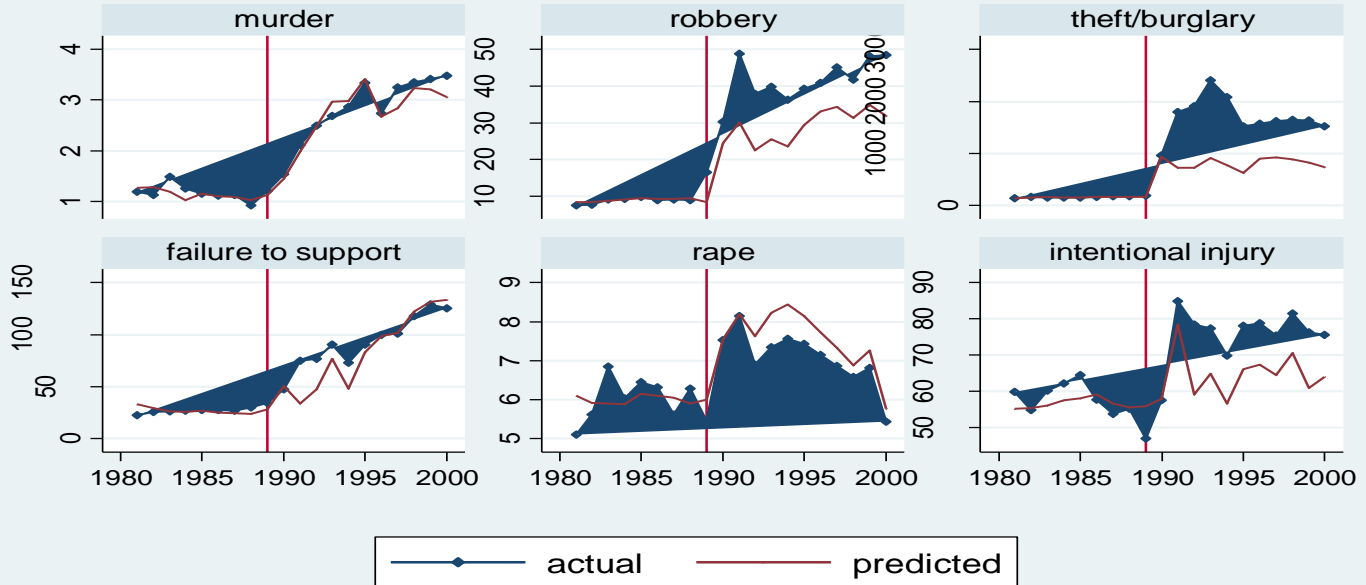 murder
4
3
2
1
robbery
50
40
30
20
10
theft/burglary
3000
2000
1000
0
failure to support
150
100
50
0
1980 1985 1990 1995 2000
rape
9
8
7
6
5
1980 1985 1990 1995 2000
intentional injury
90
80
70
60
50
1980 1985 1990 1995 2000
actual predicted